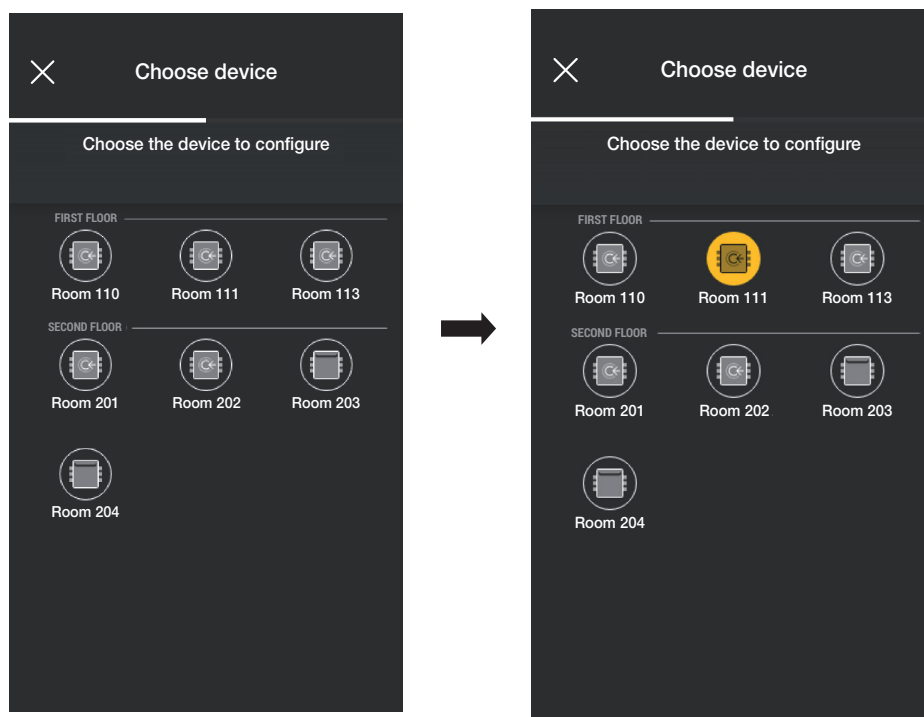 Choose device
Choose the device to configure
FIRST FLOOR
Room 110 Room 111 Room 113
SECOND FLOOR
Room 201 Room 202 Room 203
Room 204
Choose device
Choose the device to configure
FIRST FLOOR
Room 110 Room 111 Room 113
SECOND FLOOR
Room 201 Room 202 Room 203
Room 204